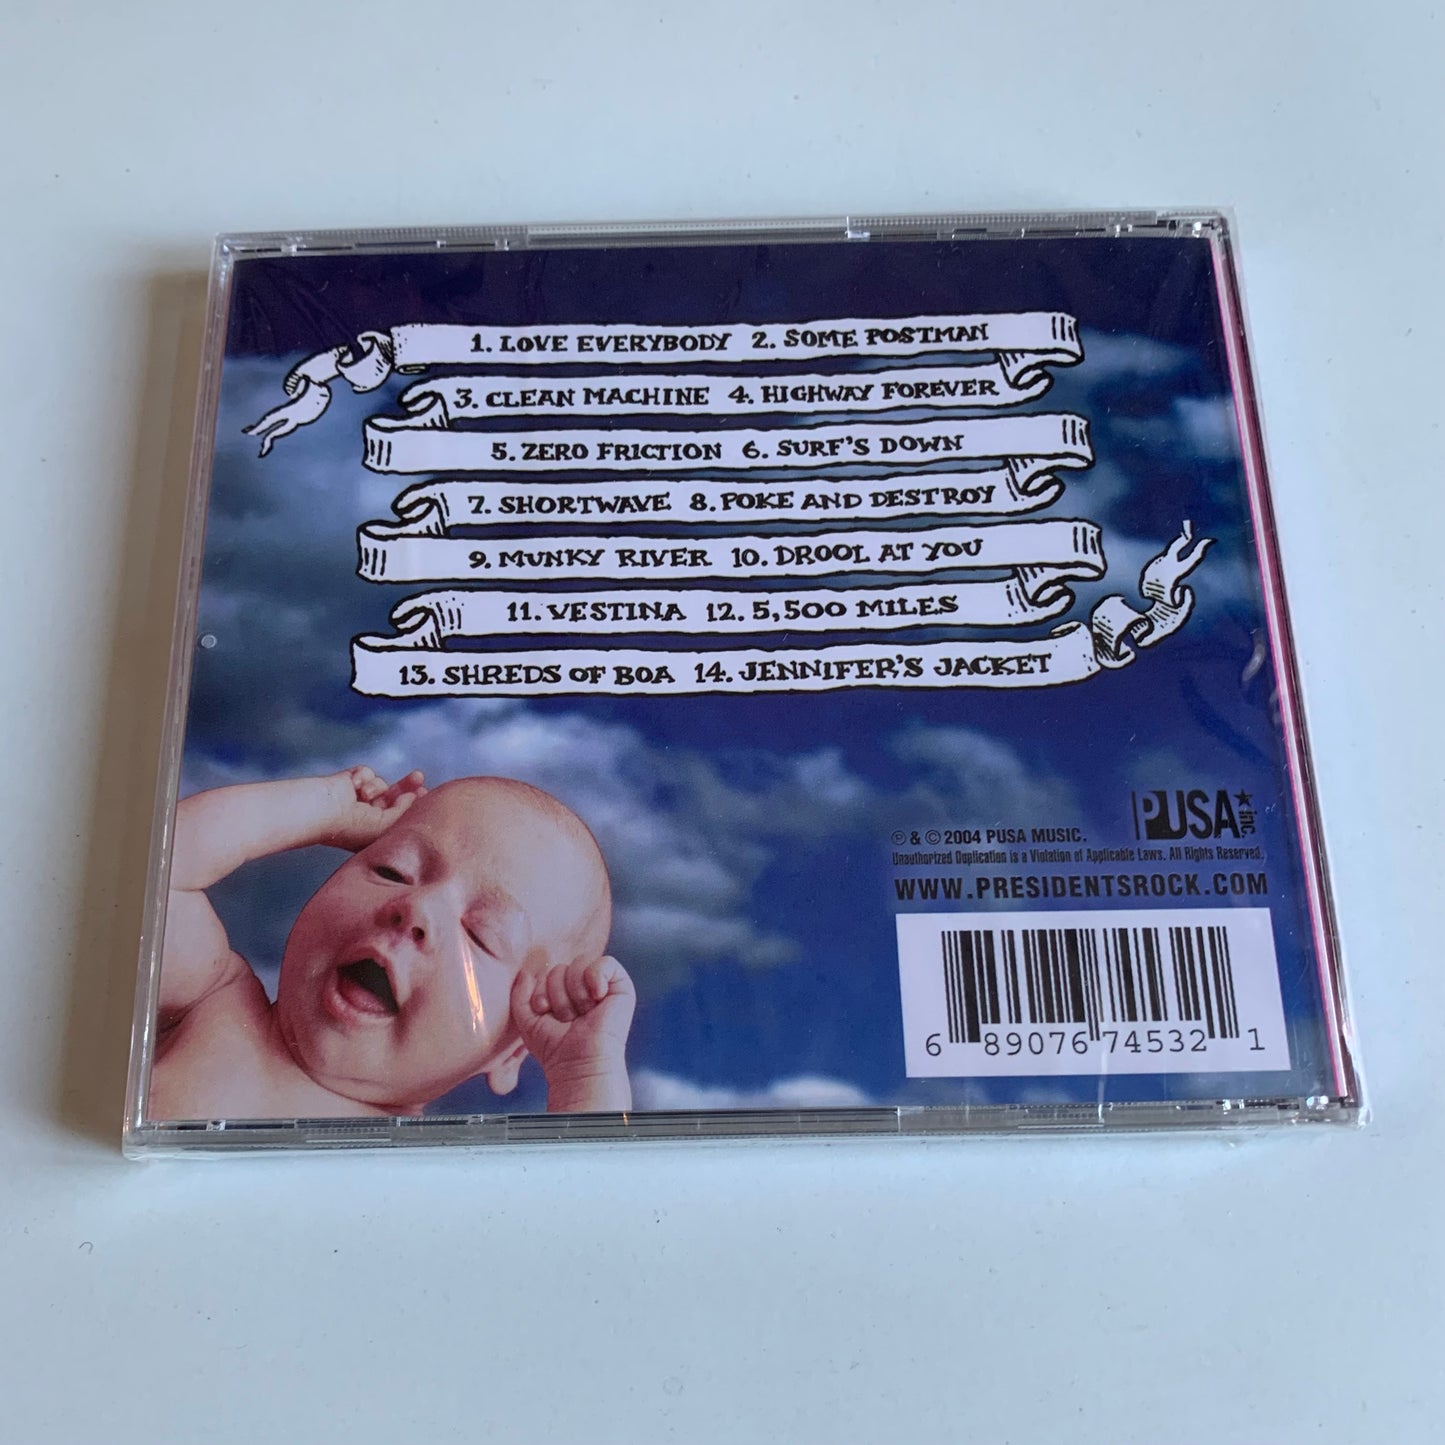 1. LOVE EVERYBODY 2. SOME POSTMAN
3. CLEAN MACHINE 4. HIGHWAY FOREVER
5. ZERO FRICTION 6. SURF'S DOWN
7. SHORTWAVE 8. POKE AND DESTROY
9. MUNKY RIVER 10. DROOL AT YOU
11. VESTINA 12. 5,500 MILES
13. SHREDS OF BOA 14. JENNIFER'S JACKET
PUSA inc
℗ & © 2004 PUSA MUSIC.
Unauthorized Duplication is a Violation of Applicable Laws. All Rights Reserved.
WWW.PRESIDENTSROCK.COM
6 89076 74532 1